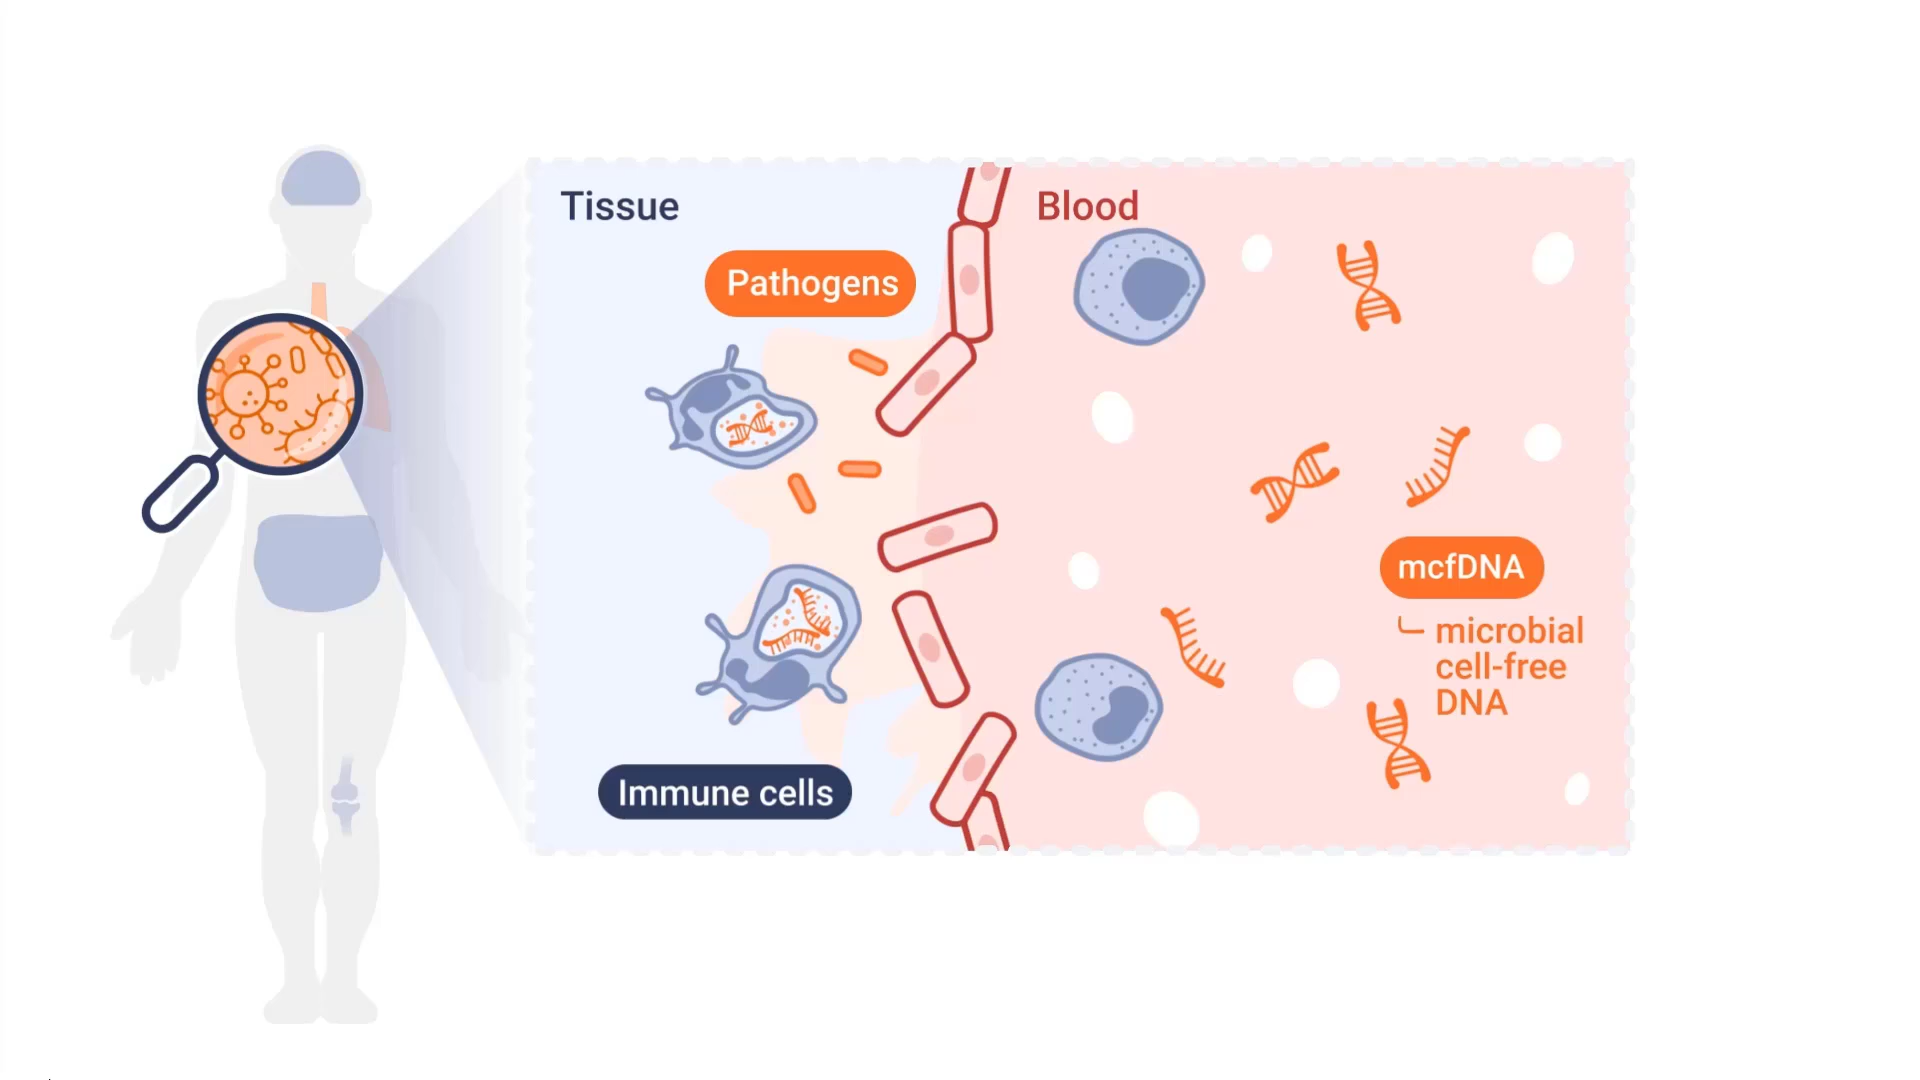 Tissue
Blood
Pathogens
mcfDNA
microbial
cell-free
DNA
Immune cells